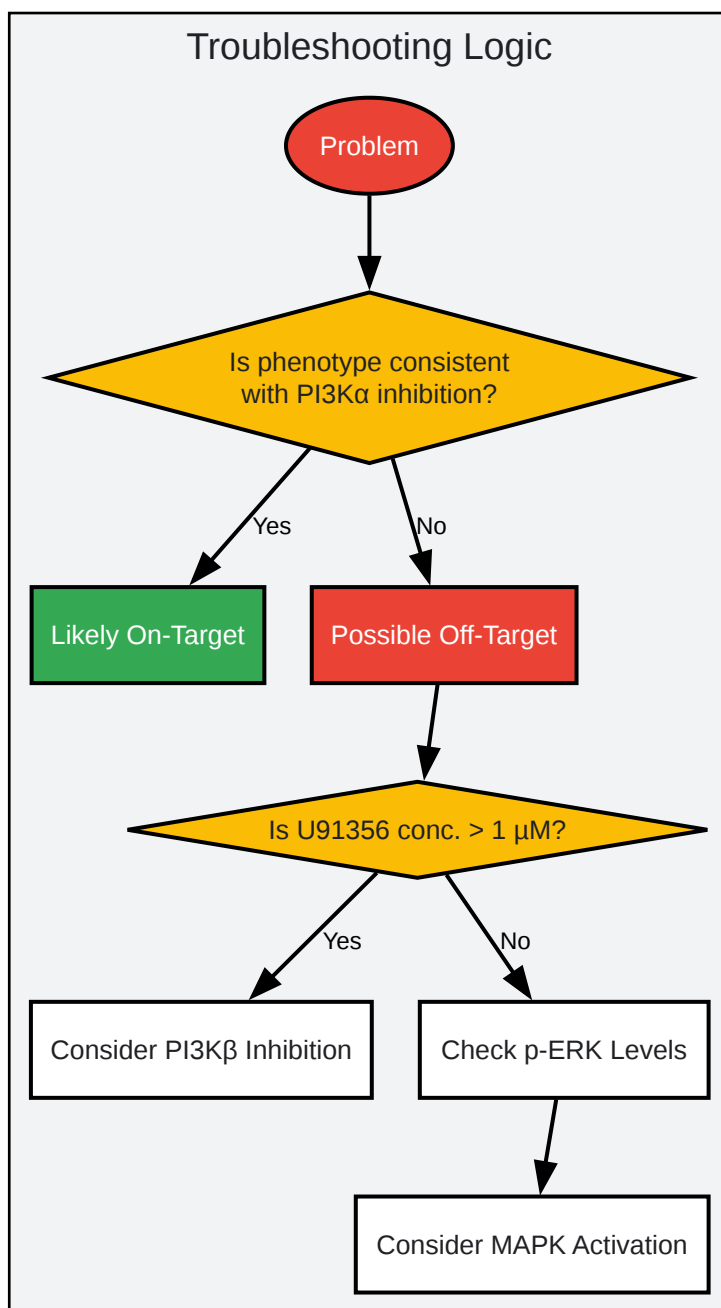 Troubleshooting Logic
Problem
Is phenotype consistent
with PI3Kα inhibition?
Yes
No
Likely On-Target
Possible Off-Target
Is U91356 conc. > 1 µM?
Yes
No
Consider PI3Kβ Inhibition
Check p-ERK Levels
Consider MAPK Activation